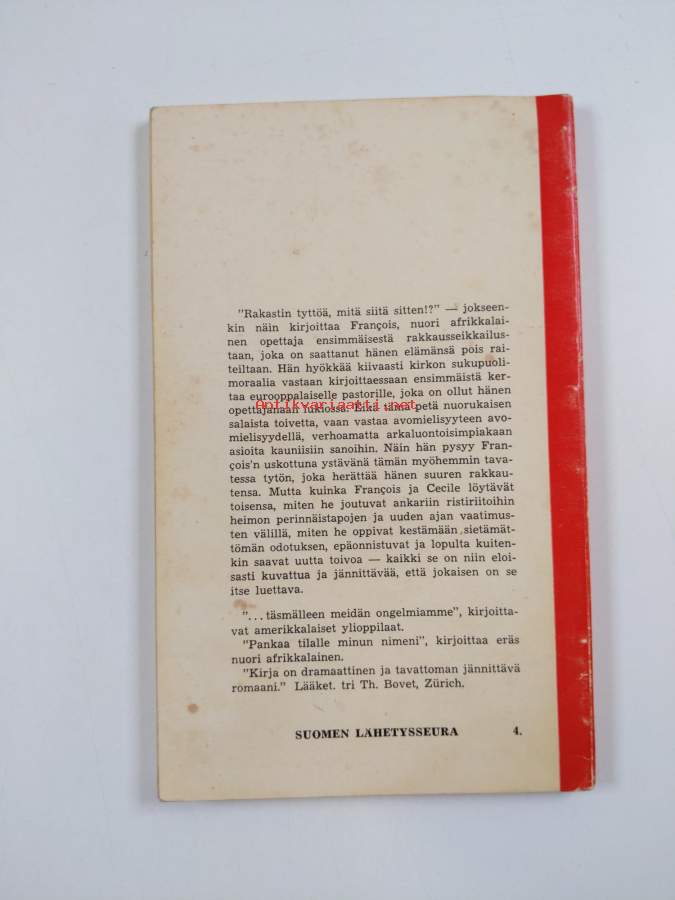 "Rakastin tyttöä, mitä siitä sitten!?" — jokseen-
kin näin kirjoittaa François, nuori afrikkalai-
nen opettaja ensimmäisestä rakkausseikkailus-
taan, joka on saattanut hänen elämänsä pois rai-
teiltaan. Hän hyökkää kiivaasti kirkon sukupuoli-
moraalia vastaan kirjoittaessaan ensimmäistä ker-
taa eurooppalaiselle pastorille, joka on ollut hänen
opettajanaan lukiossa. Eikä tämä petä nuorukaisen
antikvariaatti.net
salaista toivetta, vaan vastaa avomielisyyteen avo-
mielisyydellä, verhoamatta arkaluontoisimpiakaan
asioita kauniisiin sanoihin. Näin hän pysyy Fran-
çois'n uskottuna ystävänä tämän myöhemmin tava-
tessa tytön, joka herättää hänen suuren rakkau-
tensa. Mutta kuinka François ja Cecile löytävät
toisensa, miten he joutuvat ankariin ristiriitoihin
heimon perinnäistapojen ja uuden ajan vaatimus-
ten välillä, miten he oppivat kestämään sietämät-
tömän odotuksen, epäonnistuvat ja lopulta kuiten-
kin saavat uutta toivoa — kaikki se on niin eloi-
sasti kuvattua ja jännittävää, että jokaisen on se
itse luettava.
"... täsmälleen meidän ongelmiamme", kirjoitta-
vat amerikkalaiset ylioppilaat.
"Pankaa tilalle minun nimeni", kirjoittaa eräs
nuori afrikkalainen.
"Kirja on dramaattinen ja tavattoman jännittävä
romaani." Lääket. tri Th. Bovet, Zürich.
SUOMEN LÄHETYSSEURA 4.